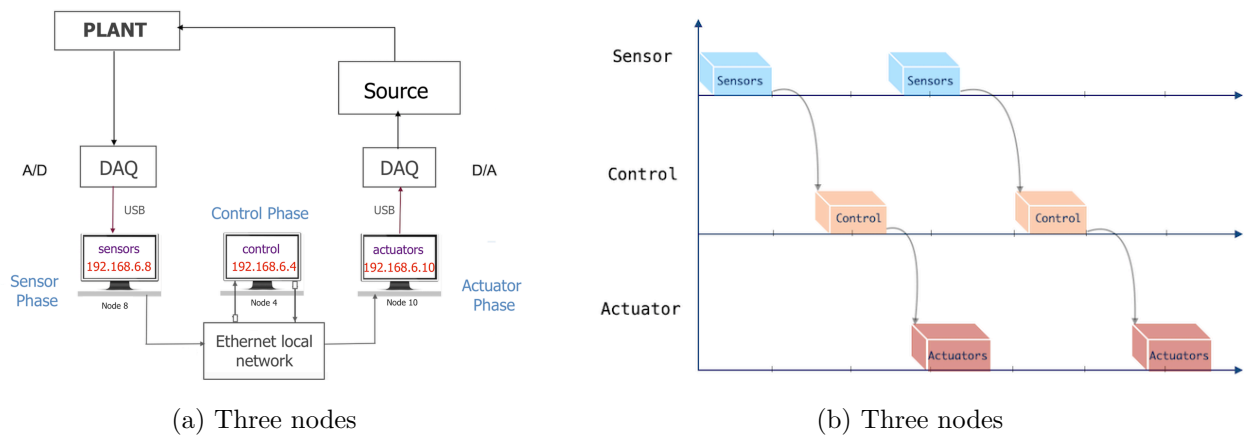 PLANT
Source
A/D
DAQ
DAQ
D/A
USB
USB
Control Phase
sensors
192.168.6.8
control
192.168.6.4
actuators
192.168.6.10
Sensor
Phase
Actuator
Phase
Node 8
Node 4
Node 10
Ethernet local
network
(a) Three nodes
Sensor
Sensors
Sensors
Control
Control
Control
Actuator
Actuators
Actuators
(b) Three nodes